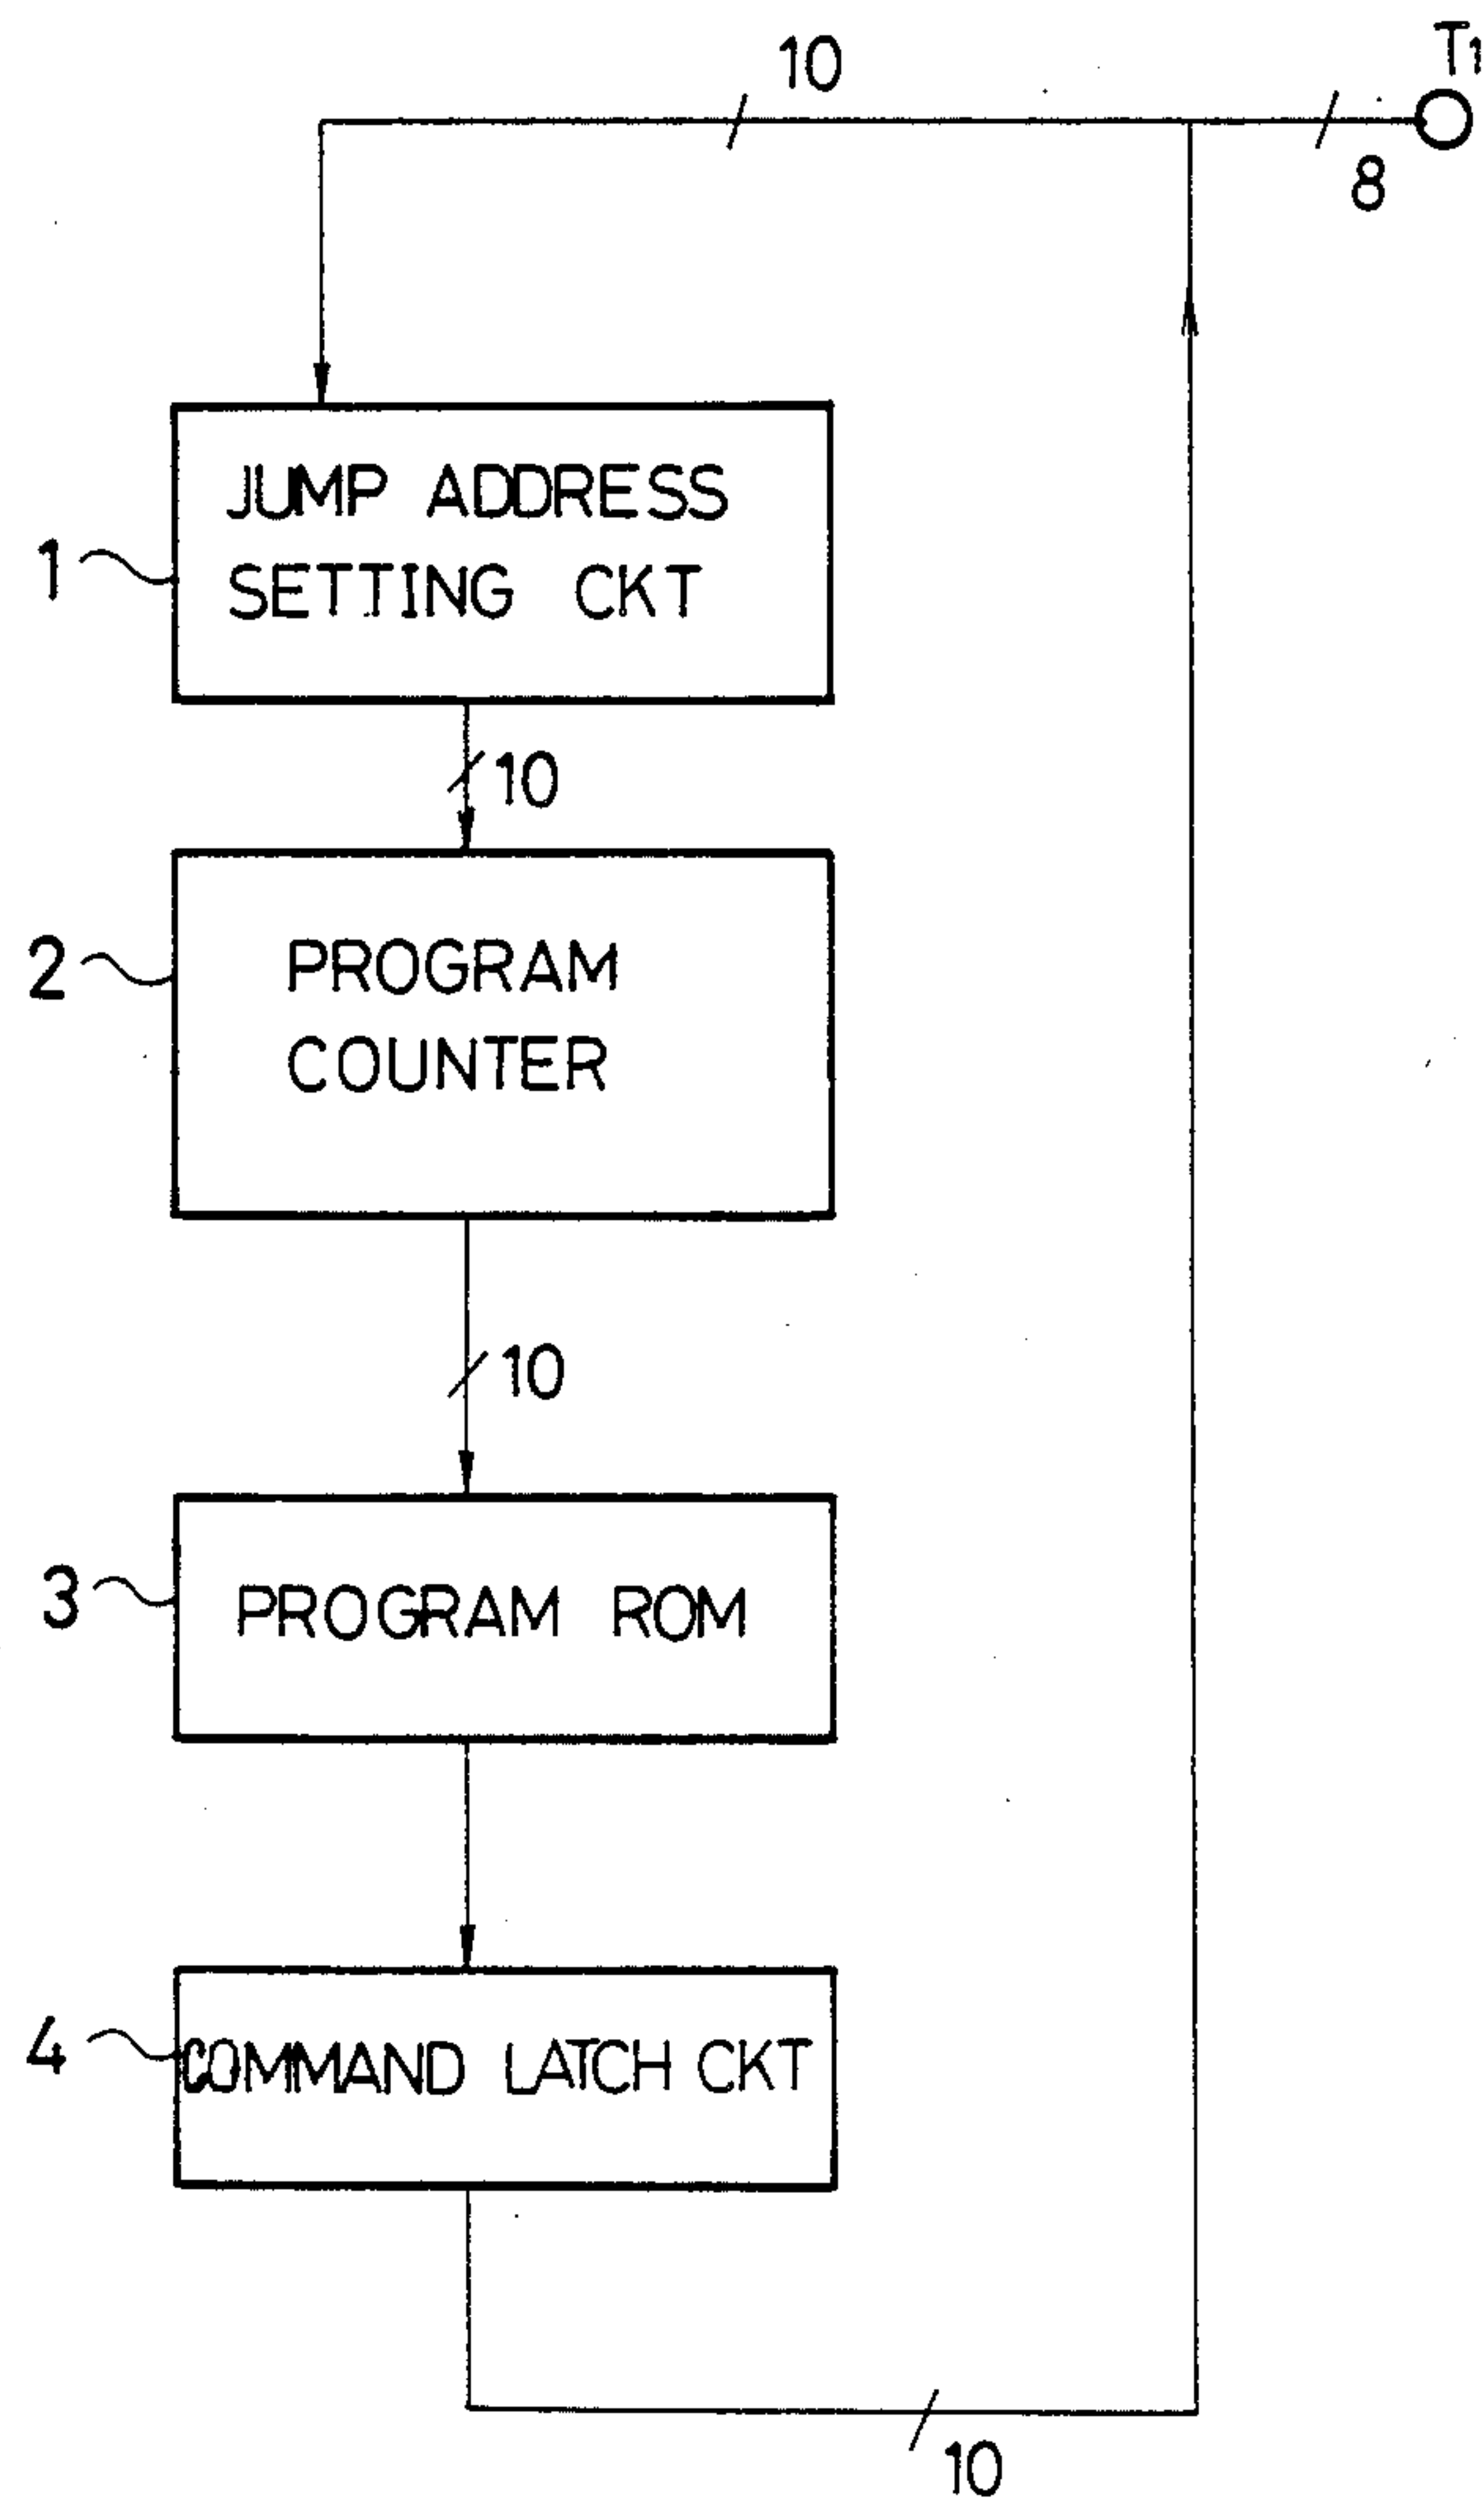 10
T1
8
JUMP ADDRESS
1
SETTING CKT
10
2
PROGRAM
COUNTER
10
3
PROGRAM ROM
4
COMMAND LATCH CKT
10